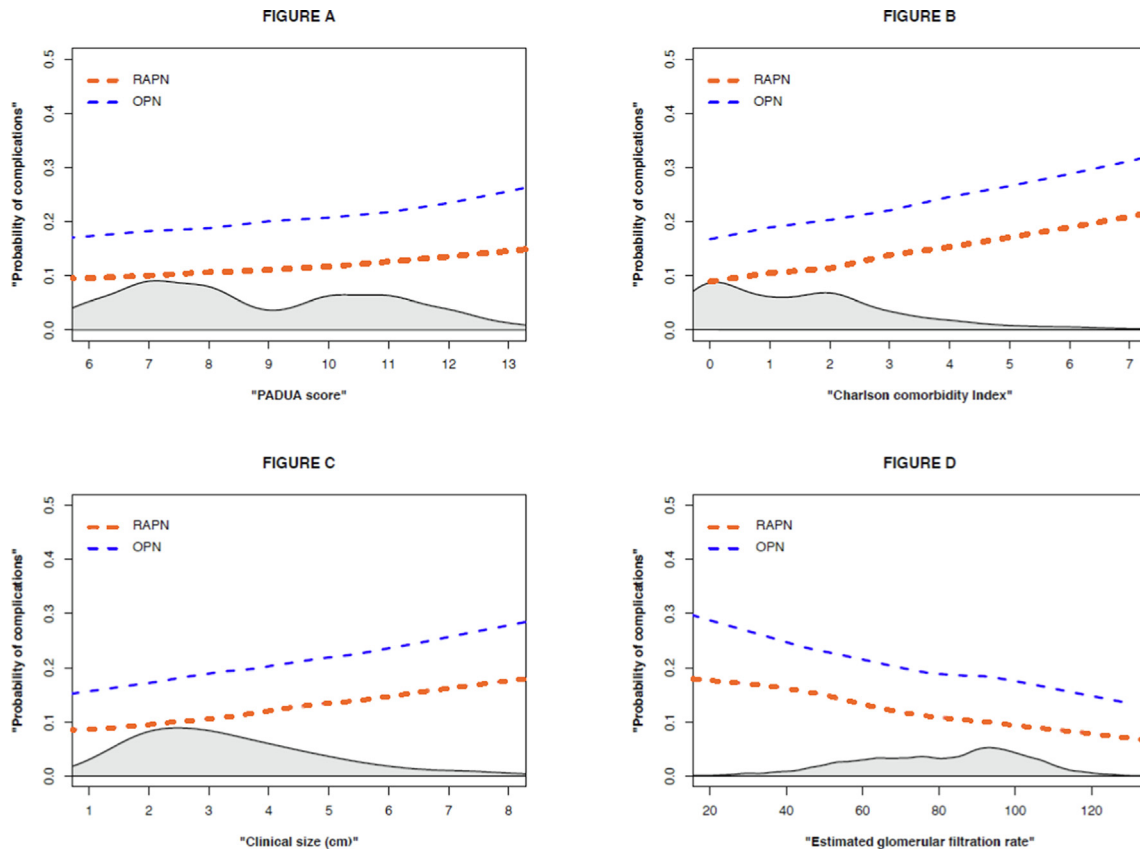 FIGURE A
"Probability of complications"
0.5
0.4
0.3
0.2
0.1
0.0
RAPN
OPN
6 7 8 9 10 11 12 13
"PADUA score"
FIGURE B
"Probability of complications"
0.5
0.4
0.3
0.2
0.1
0.0
RAPN
OPN
0 1 2 3 4 5 6 7
"Charlson comorbidity Index"
FIGURE C
"Probability of complications"
0.5
0.4
0.3
0.2
0.1
0.0
RAPN
OPN
1 2 3 4 5 6 7 8
"Clinical size (cm)"
FIGURE D
"Probability of complications"
0.5
0.4
0.3
0.2
0.1
0.0
RAPN
OPN
20 40 60 80 100 120
"Estimated glomerular filtration rate"